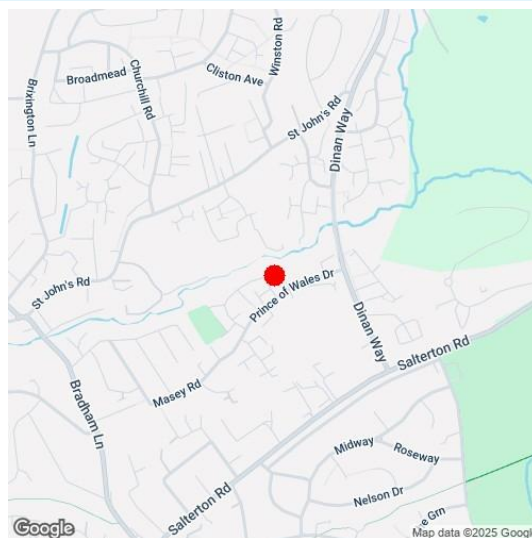 Winston Rd
Broadmead
Churchill Rd
Cliston Ave
Brixington Ln
St John's Rd
Dinan Way
St John's Rd
Prince of Wales Dr
Dinan Way
Salterton Rd
Masey Rd
Bradham Ln
Midway
Roseway
Nelson Dr
Salterton Rd
e Grn
Google
Map data ©2025 Google